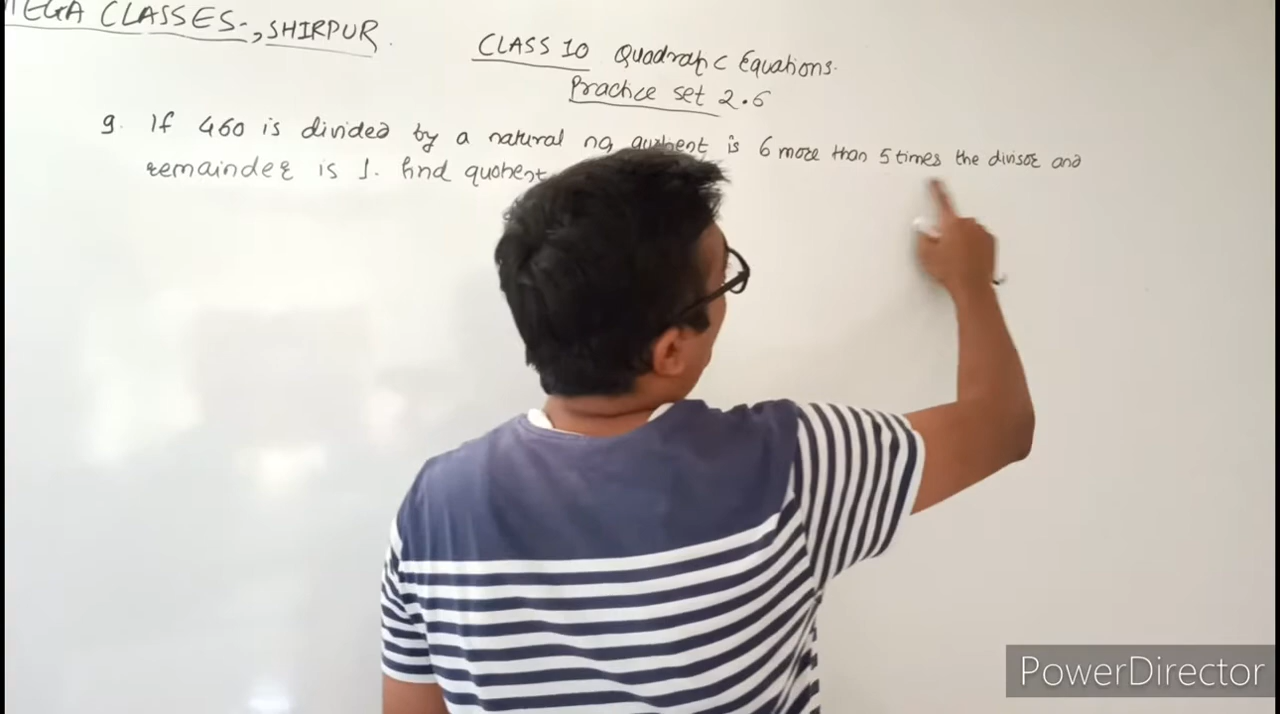 CLASSES-, SHIRPUR.
CLASS 10 Quadratic Equations.
Practice set 2.6
9. If 460 is divided by a natural no quotient is 6 more than 5 times the divisor and
remainder is 1. find quotient
PowerDirector